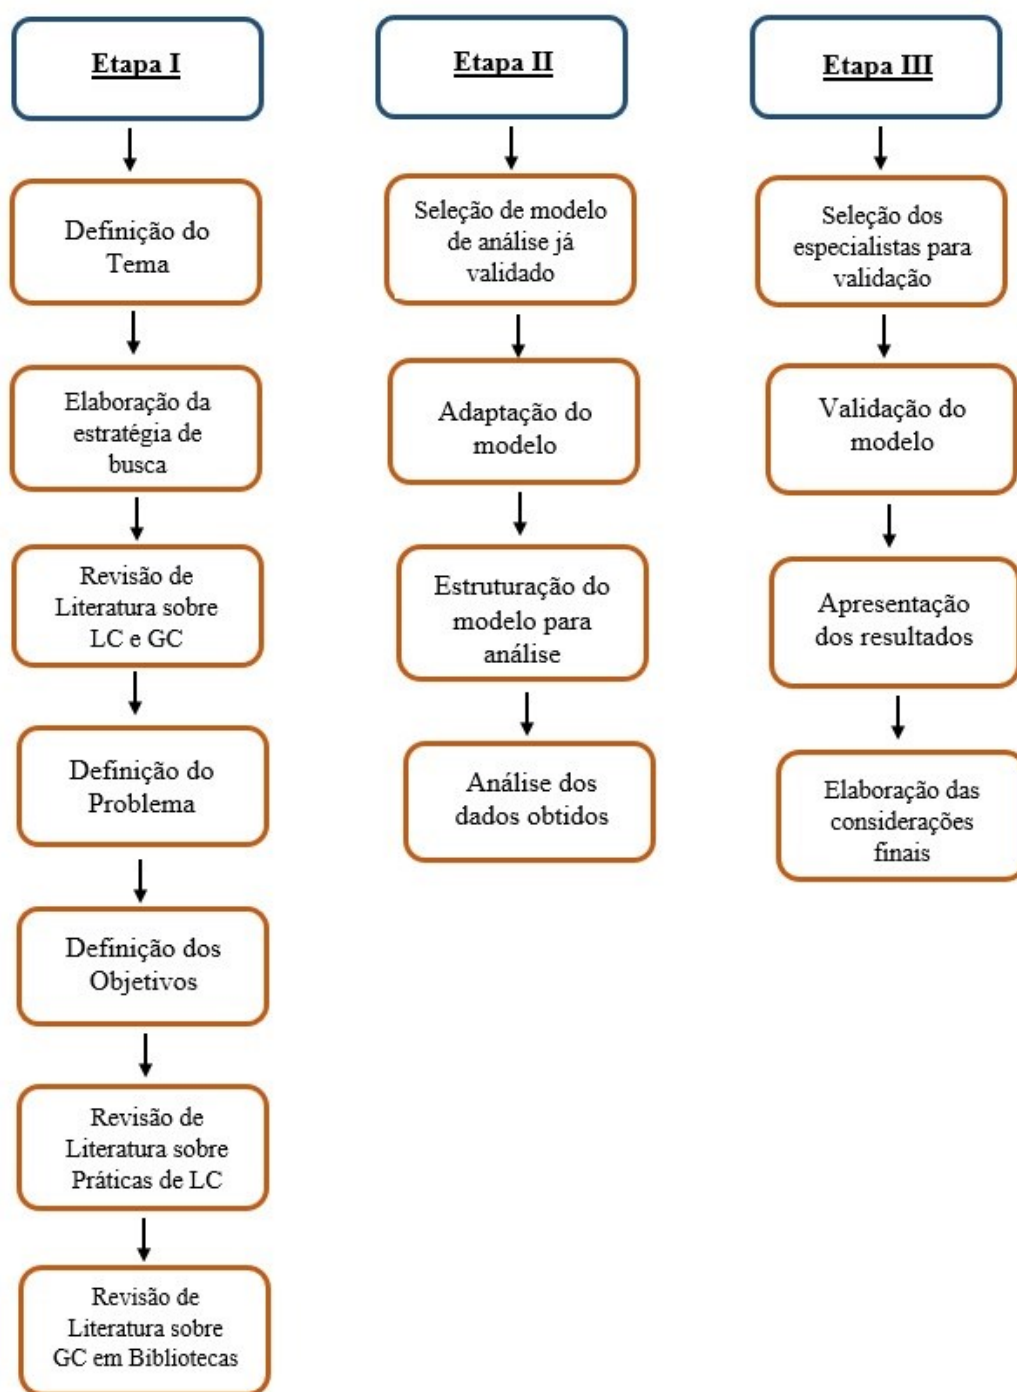 Etapa I
Definição do
Tema
Elaboração da
estratégia de
busca
Revisão de
Literatura sobre
LC e GC
Definição do
Problema
Definição dos
Objetivos
Revisão de
Literatura sobre
Práticas de LC
Revisão de
Literatura sobre
GC em Bibliotecas
Etapa II
Seleção de modelo
de análise já
validado
Adaptação do
modelo
Estruturação do
modelo para
análise
Análise dos
dados obtidos
Etapa III
Seleção dos
especialistas para
validação
Validação do
modelo
Apresentação
dos resultados
Elaboração das
considerações
finais